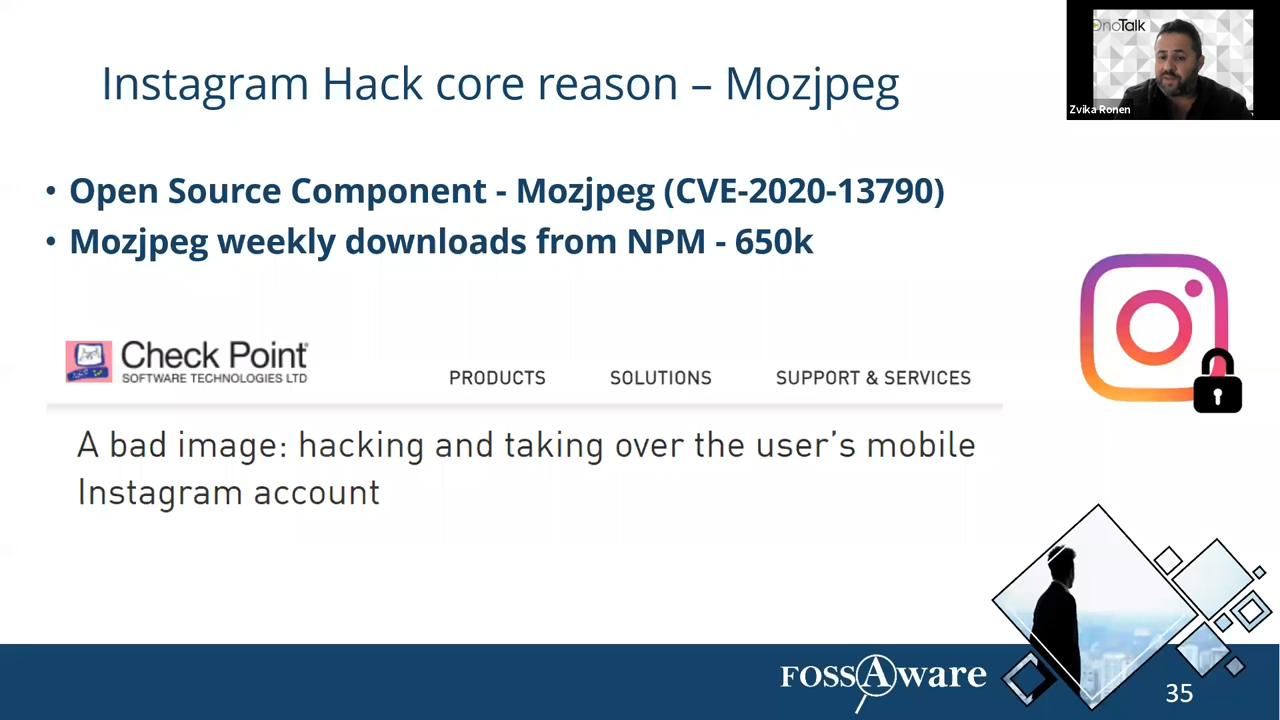 Instagram Hack core reason – Mozjpeg
OnoTalk
Zvika Ronen
• Open Source Component - Mozjpeg (CVE-2020-13790)
• Mozjpeg weekly downloads from NPM - 650k
Check Point
SOFTWARE TECHNOLOGIES LTD
PRODUCTS SOLUTIONS SUPPORT & SERVICES
A bad image: hacking and taking over the user’s mobile
Instagram account
FOSSAware
35